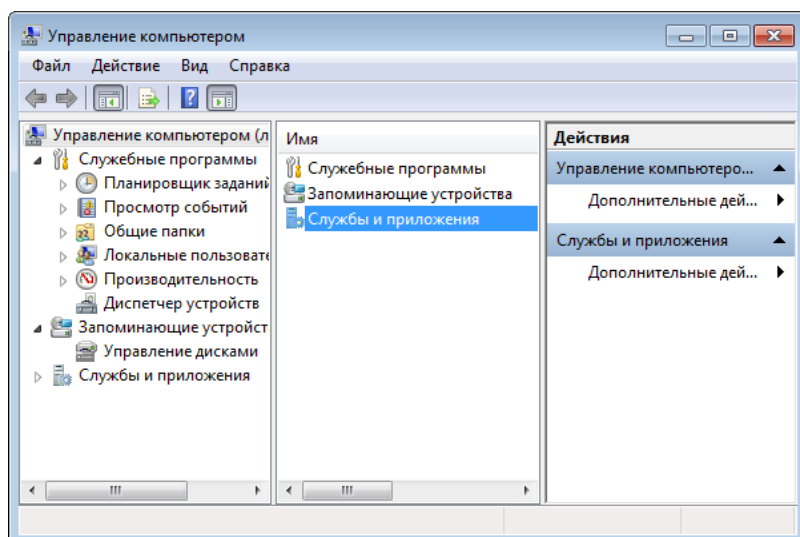 Управление компьютером
Файл Действие Вид Справка
Управление компьютером (л
Служебные программы
Планировщик заданий
Просмотр событий
Общие папки
Локальные пользовате
Производительность
Диспетчер устройств
Запоминающие устройст
Управление дисками
Службы и приложения
Имя
Служебные программы
Запоминающие устройства
Службы и приложения
Действия
Управление компьютеро...
Дополнительные дей...
Службы и приложения
Дополнительные дей...